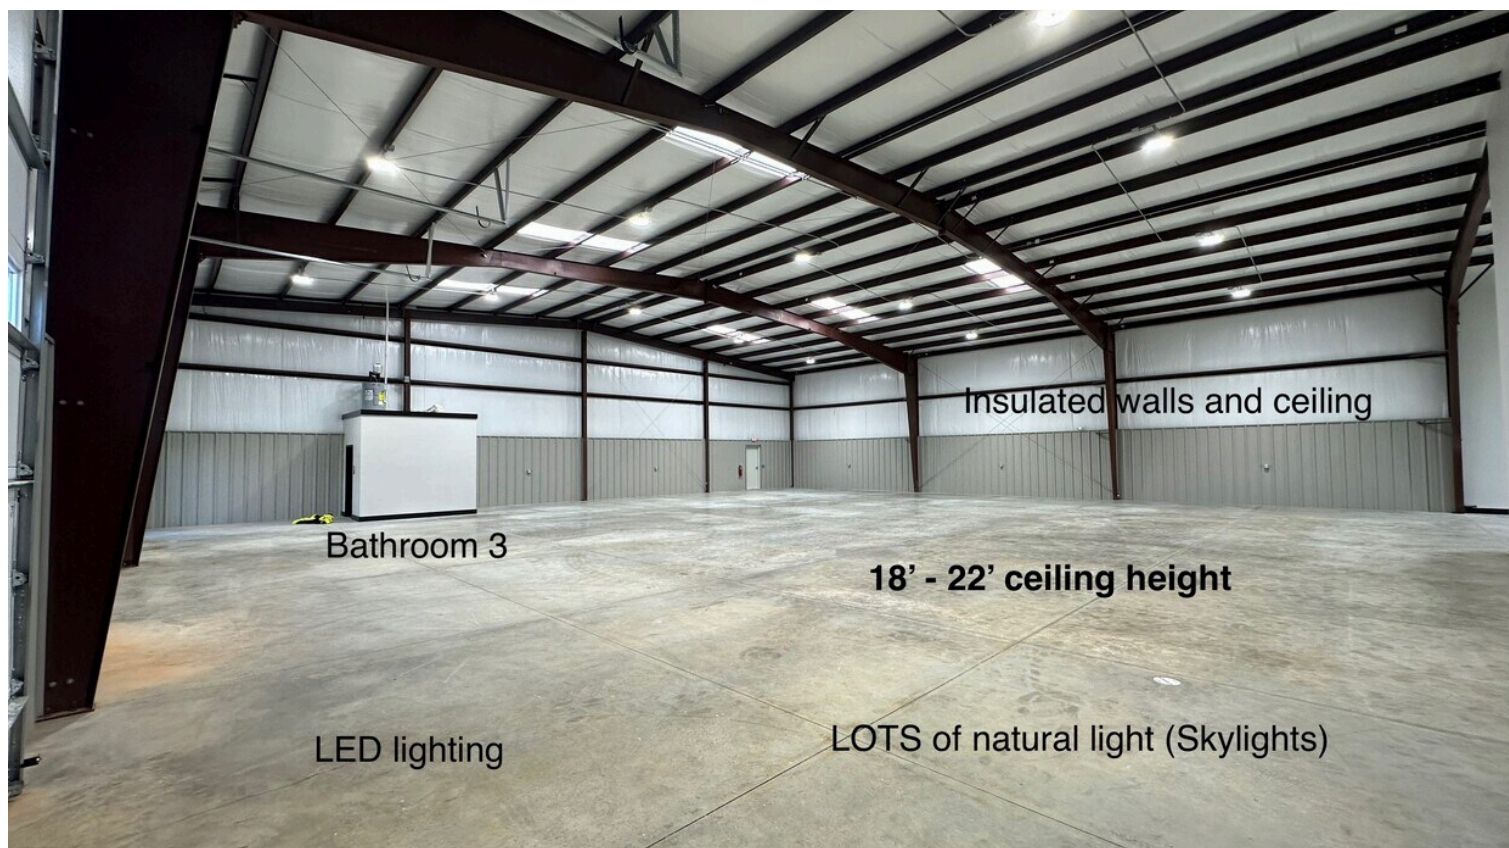 Insulated walls and ceiling
Bathroom 3
18’ - 22’ ceiling height
LOTS of natural light (Skylights)
LED lighting